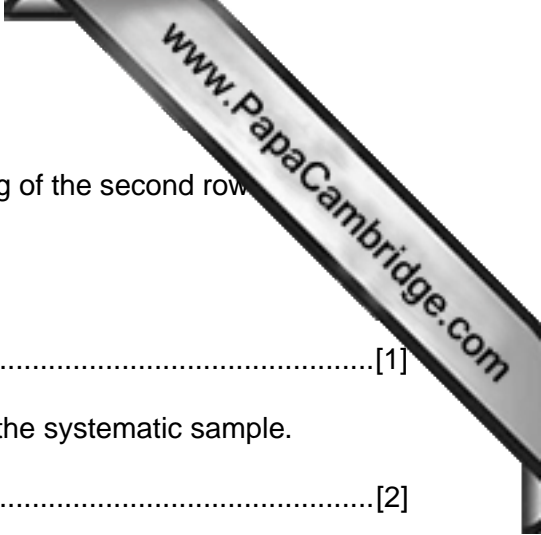 www.PapaCambridge.com
g of the second row
...............................................[1]
the systematic sample.
...............................................[2]